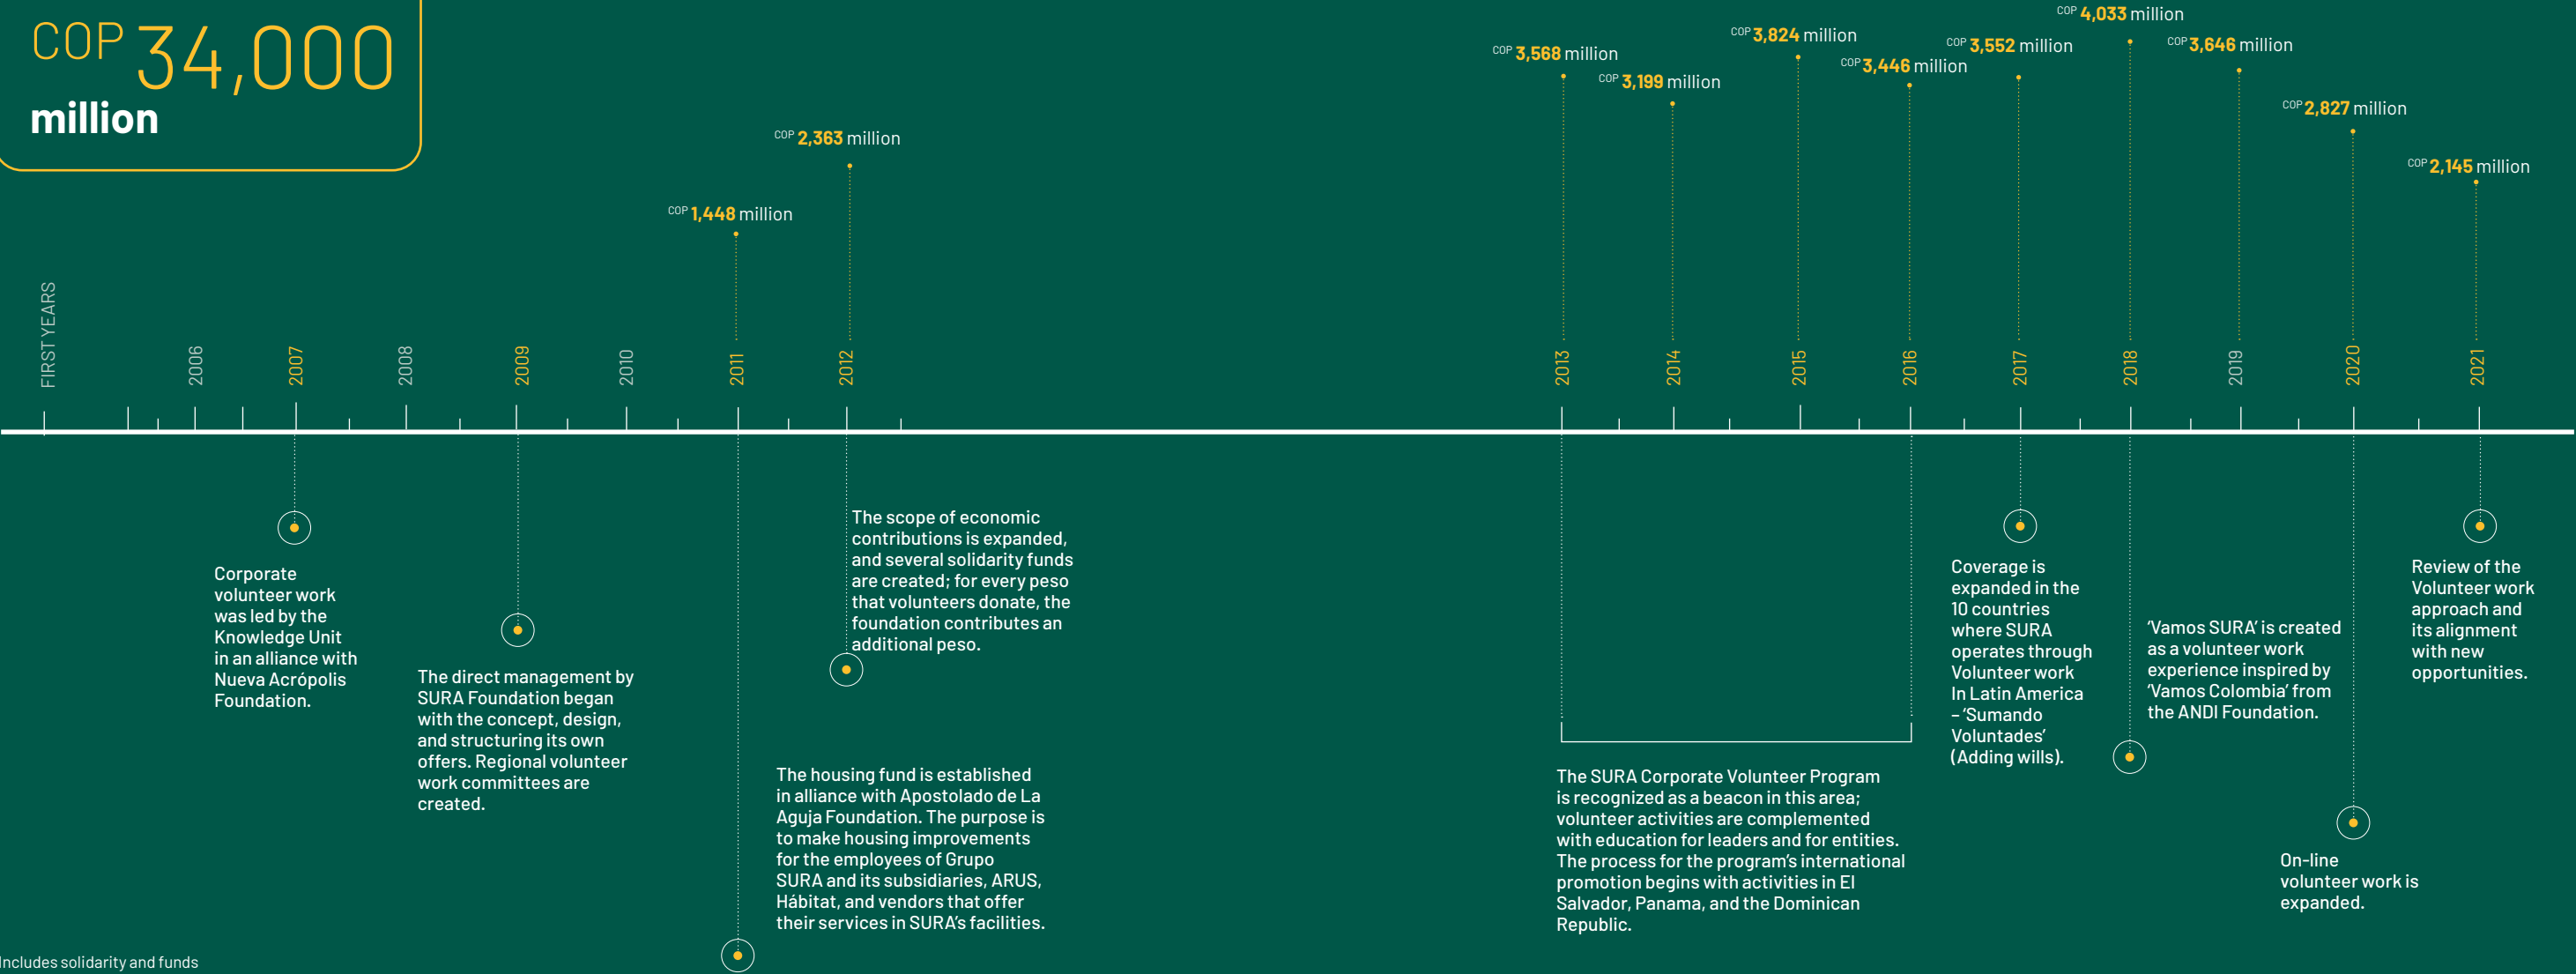 COP 34,000
million
COP 1,448 million
COP 2,363 million
COP 3,568 million
COP 3,199 million
COP 3,824 million
COP 3,446 million
COP 3,552 million
COP 4,033 million
COP 3,646 million
COP 2,827 million
COP 2,145 million
FIRST YEARS
2006
2007
2008
2009
2010
2011
2012
2013
2014
2015
2016
2017
2018
2019
2020
2021
Corporate
volunteer work
was led by the
Knowledge Unit
in an alliance with
Nueva Acrópolis
Foundation.
The direct management by
SURA Foundation began
with the concept, design,
and structuring its own
offers. Regional volunteer
work committees are
created.
The housing fund is established
in alliance with Apostolado de La
Aguja Foundation. The purpose is
to make housing improvements
for the employees of Grupo
SURA and its subsidiaries, ARUS,
Hábitat, and vendors that offer
their services in SURA's facilities.
The scope of economic
contributions is expanded,
and several solidarity funds
are created; for every peso
that volunteers donate, the
foundation contributes an
additional peso.
The SURA Corporate Volunteer Program
is recognized as a beacon in this area;
volunteer activities are complemented
with education for leaders and for entities.
The process for the program's international
promotion begins with activities in El
Salvador, Panama, and the Dominican
Republic.
Coverage is
expanded in the
10 countries
where SURA
operates through
Volunteer work
In Latin America
– ‘Sumando
Voluntades’
(Adding wills).
‘Vamos SURA’ is created
as a volunteer work
experience inspired by
‘Vamos Colombia’ from
the ANDI Foundation.
On-line
volunteer work is
expanded.
Review of the
Volunteer work
approach and
its alignment
with new
opportunities.
Includes solidarity and funds